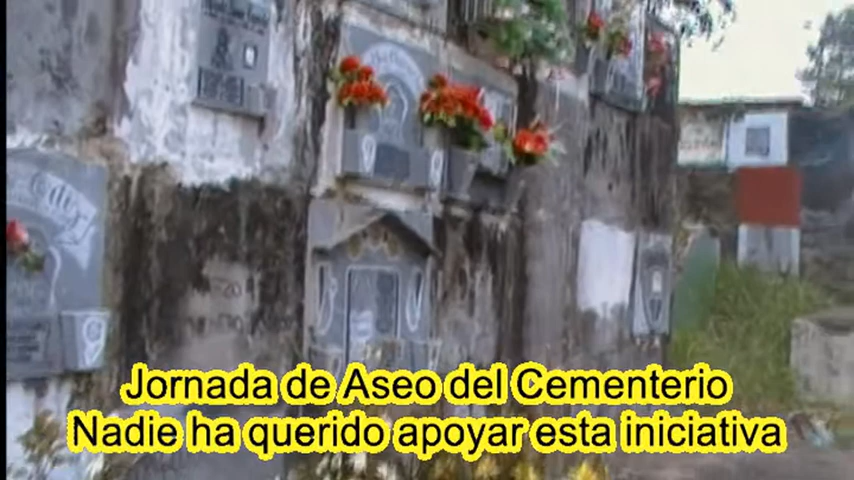 Jornada de Aseo del Cementerio
Nadie ha querido apoyar esta iniciativa